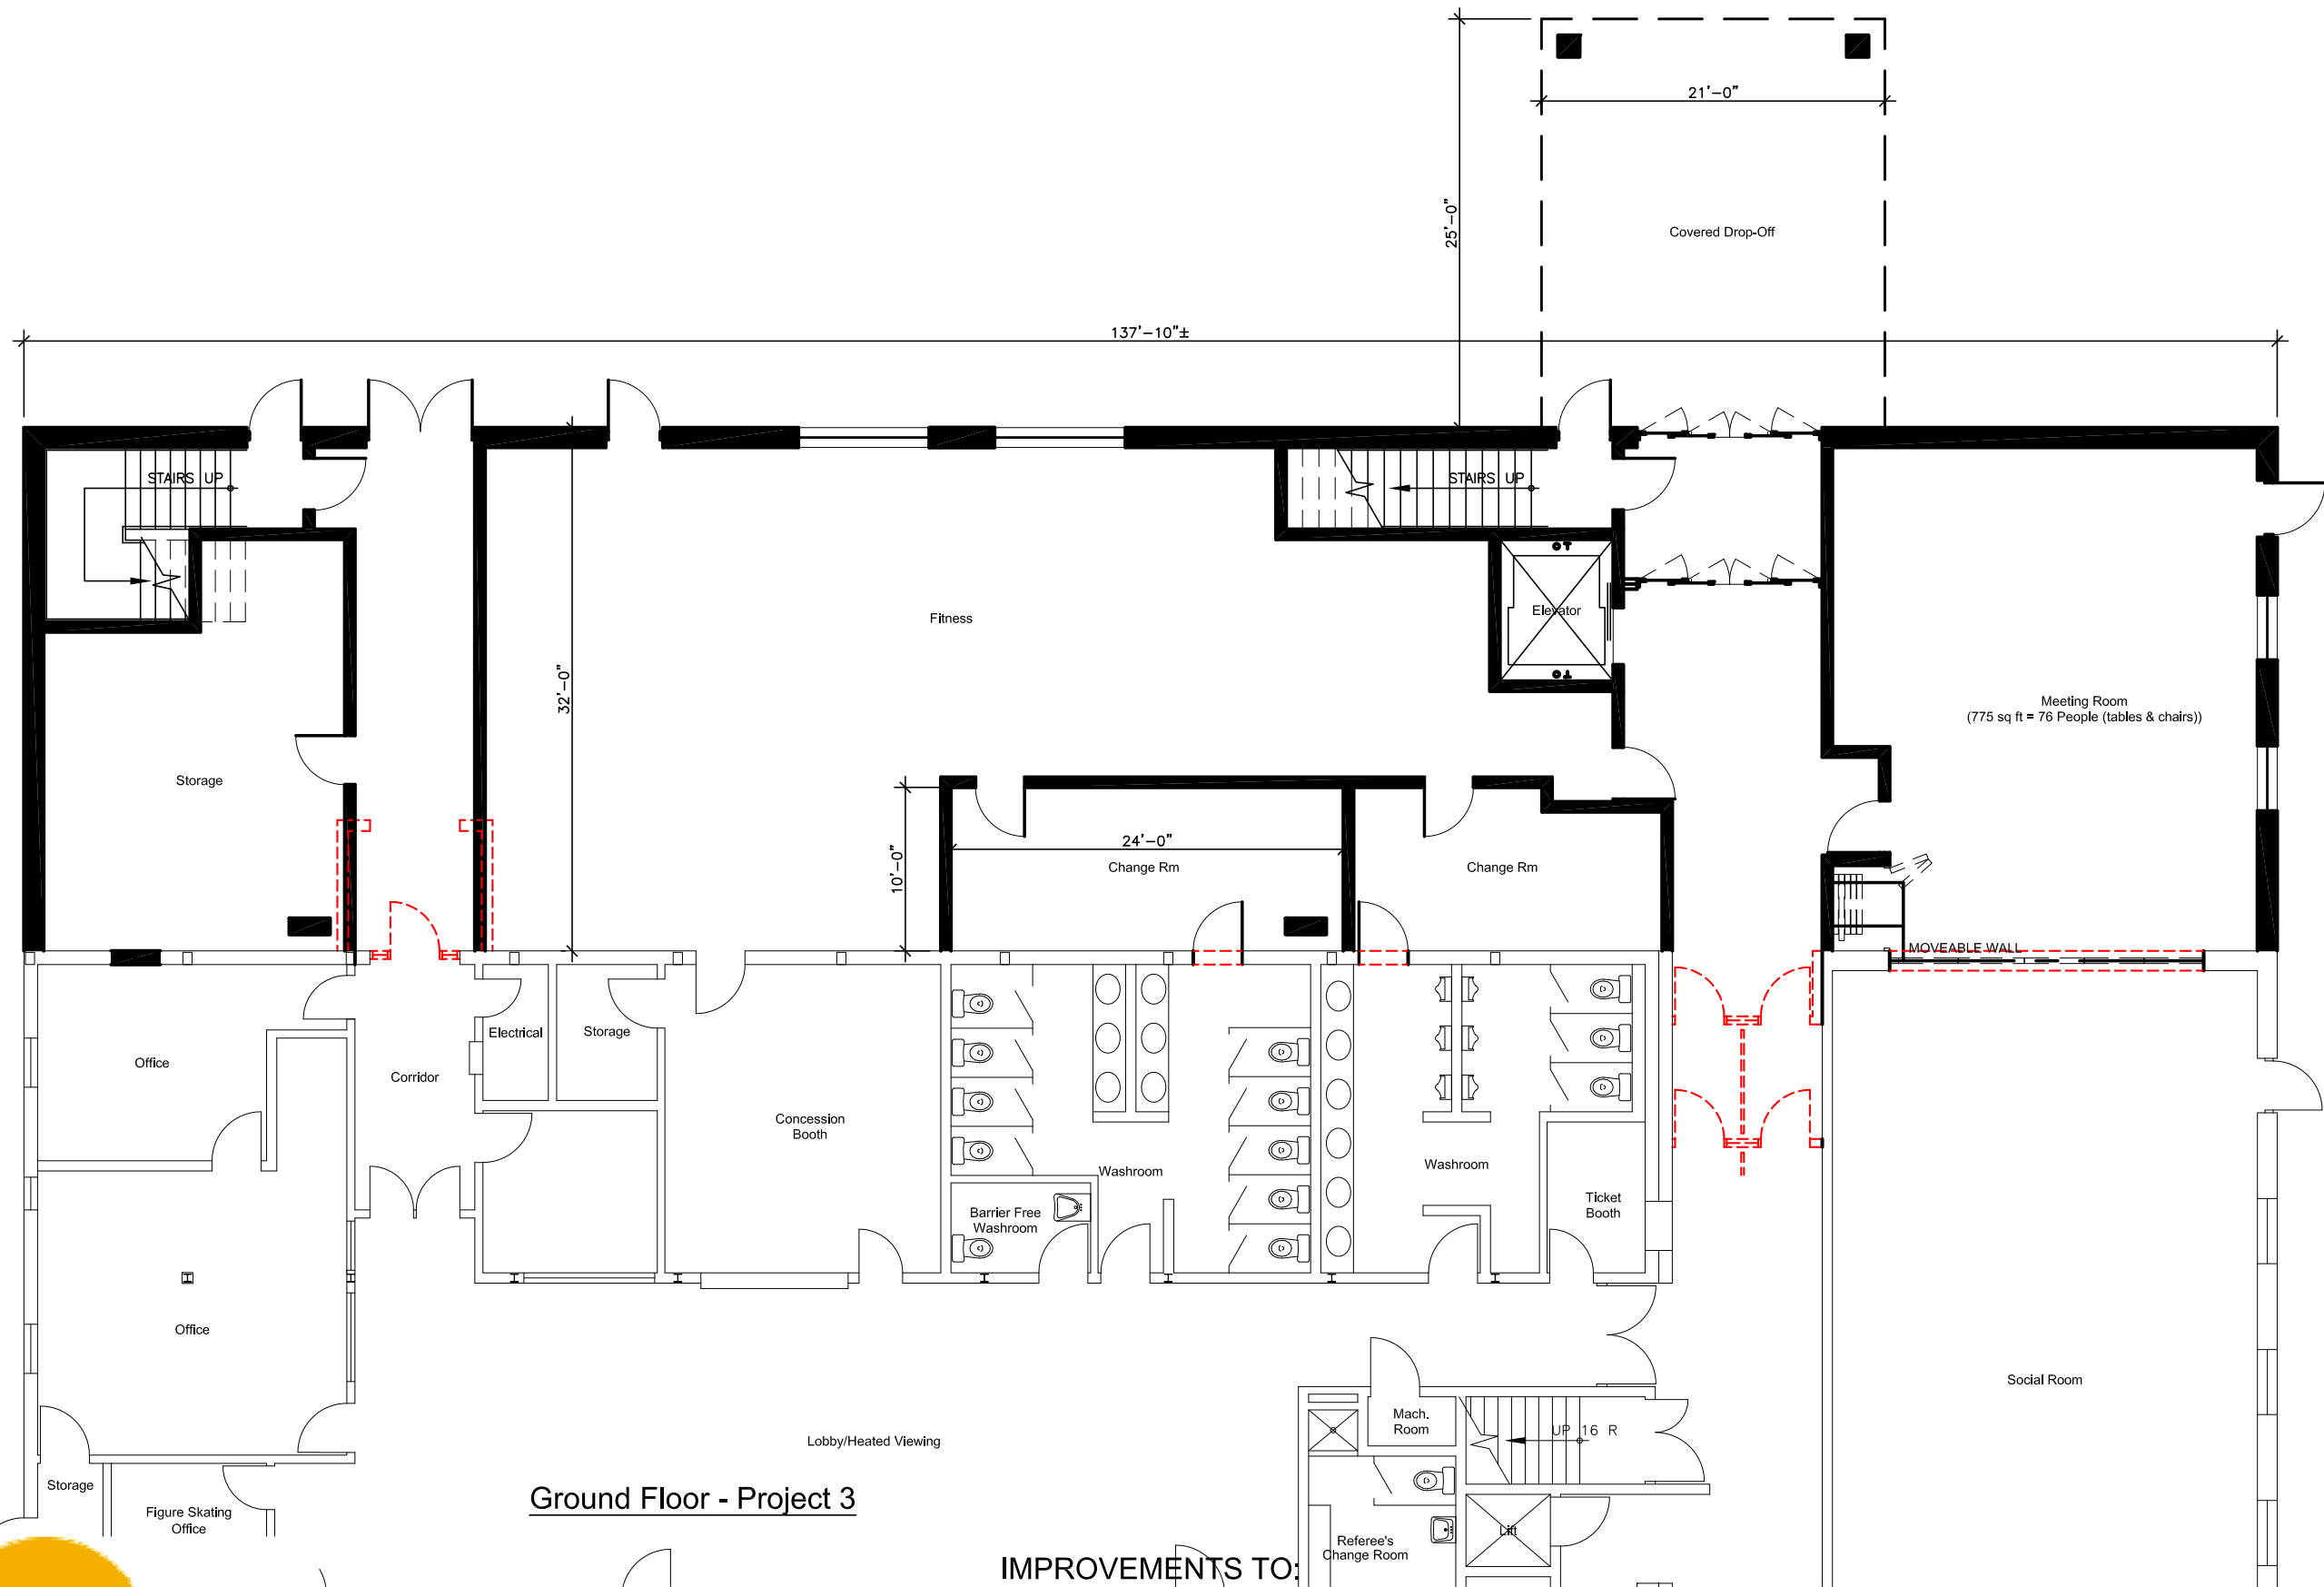 21'-0"
25'-0"
Covered Drop-Off
137'-10"±
STAIRS UP
STAIRS UP
Elevator
Fitness
32'-0"
Meeting Room
(775 sq ft = 76 People (tables & chairs))
Storage
24'-0"
10'-0"
Change Rm
Change Rm
MOVEABLE WALL
Electrical
Storage
Office
Corridor
Concession
Booth
Washroom
Washroom
Barrier Free
Washroom
Ticket
Booth
Office
Social Room
Mach.
Room
UP 16 R
Lobby/Heated Viewing
Storage
Ground Floor - Project 3
Figure Skating
Office
Lift
Referee's
Change Room
IMPROVEMENTS TO: